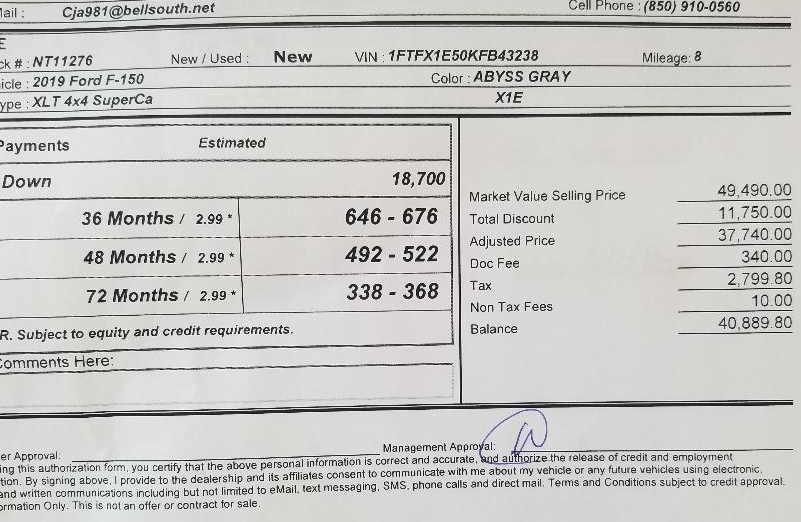 ail : Cja981@bellsouth.net Cell Phone : (850) 910-0560
E
ck # : NT11276 New / Used : New VIN : 1FTFX1E50KFB43238 Mileage: 8
icle : 2019 Ford F-150 Color : ABYSS GRAY
ype : XLT 4x4 SuperCa X1E
Payments Estimated
Down 18,700
36 Months / 2.99 * 646 - 676
48 Months / 2.99 * 492 - 522
72 Months / 2.99 * 338 - 368
R. Subject to equity and credit requirements.
Comments Here:
Market Value Selling Price 49,490.00
Total Discount 11,750.00
Adjusted Price 37,740.00
Doc Fee 340.00
Tax 2,799.80
Non Tax Fees 10.00
Balance 40,889.80
er Approval: Management Approval:
ing this authorization form, you certify that the above personal information is correct and accurate, and authorize the release of credit and employment
tion. By signing above, I provide to the dealership and its affiliates consent to communicate with me about my vehicle or any future vehicles using electronic,
and written communications including but not limited to eMail, text messaging, SMS, phone calls and direct mail. Terms and Conditions subject to credit approval.
ormation Only. This is not an offer or contract for sale.